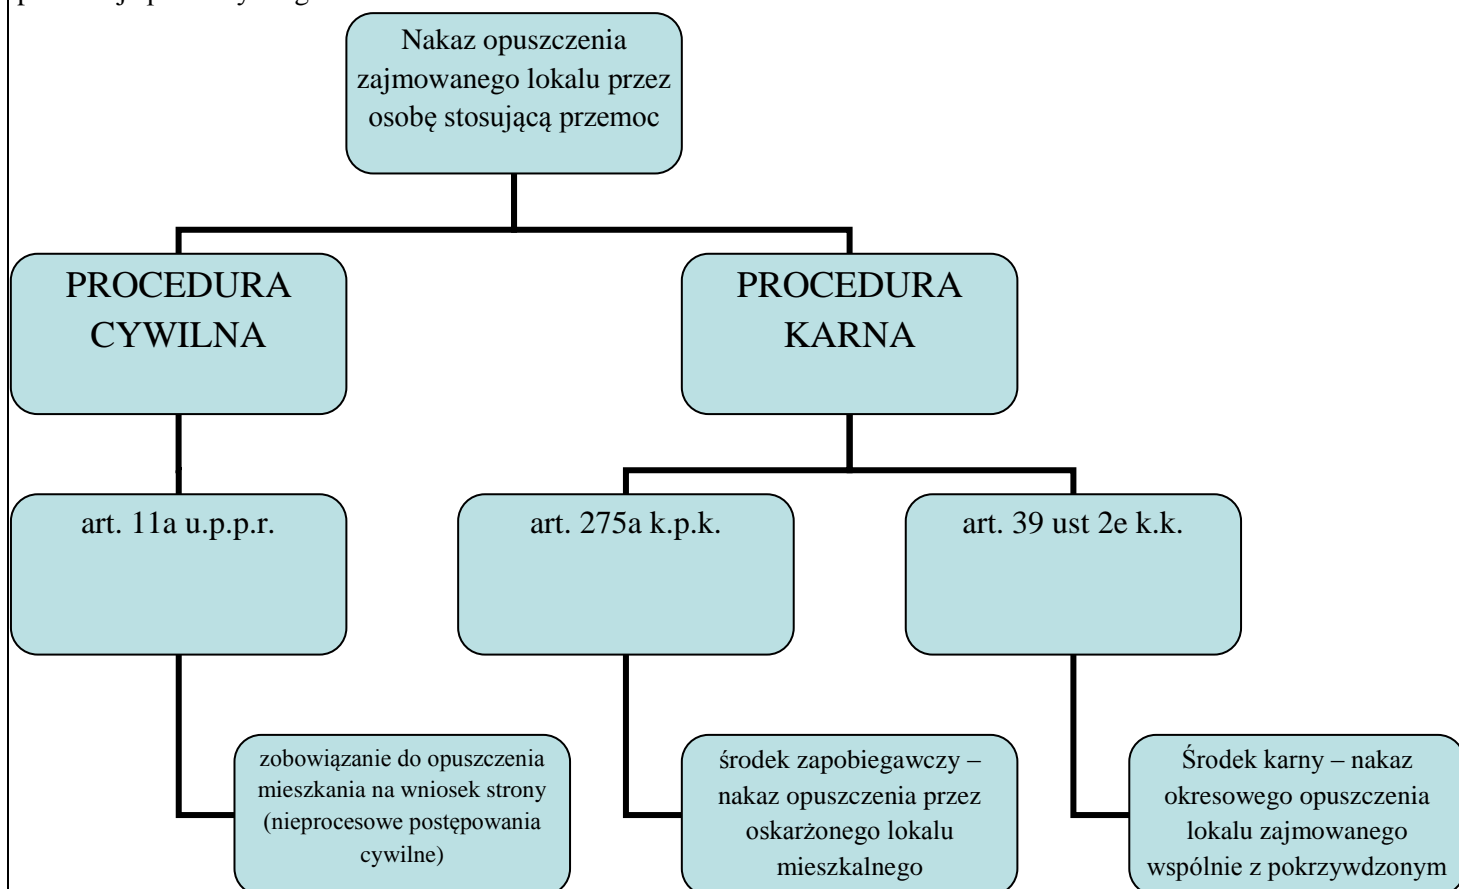 Nakaz opuszczenia
zajmowanego lokalu przez
osobę stosującą przemoc
PROCEDURA
CYWILNA
PROCEDURA
KARNA
art. 11a u.p.p.r.
art. 275a k.p.k.
art. 39 ust 2e k.k.
zobowiązanie do opuszczenia
mieszkania na wniosek strony
(nieprocesowe postępowania
cywilne)
środek zapobiegawczy –
nakaz opuszczenia przez
oskarżonego lokalu
mieszkalnego
Środek karny – nakaz
okresowego opuszczenia
lokalu zajmowanego
wspólnie z pokrzywdzonym